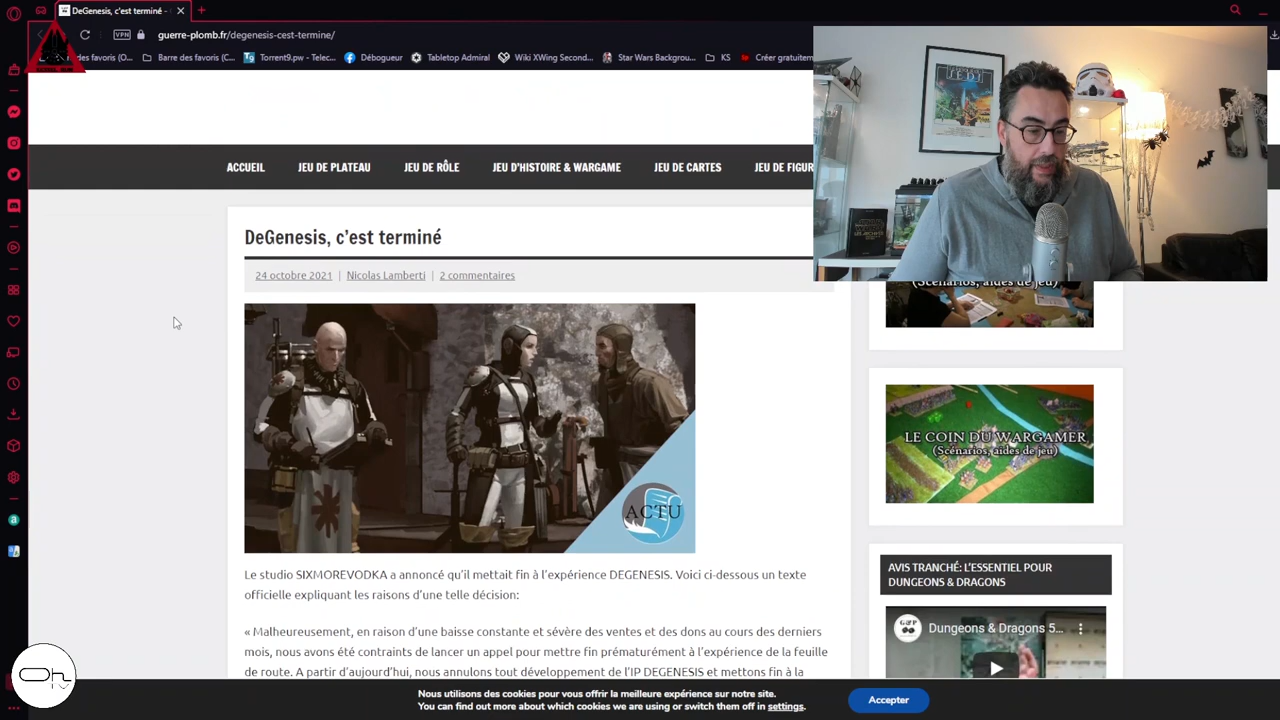 DeGenesis, c'est terminé -
VPN
guerre-plomb.fr/degenesis-cest-termine/
des favoris (O...
Barre des favoris (C...
Torrent9.pw - Telec...
Débogueur
Tabletop Admiral
Wiki XWing Second...
Star Wars Backgrou...
KS
Créer gratuiteme
JEDI
ACCUEIL
JEU DE PLATEAU
JEU DE RÔLE
JEU D'HISTOIRE & WARGAME
JEU DE CARTES
JEU DE FIGUR
DeGenesis, c'est terminé
24 octobre 2021 | Nicolas Lamberti | 2 commentaires
(Scénarios, aides de jeu)
ACTU
LE COIN DU WARGAMER
(Scénarios, aides de jeu)
Le studio SIXMOREVODKA a annoncé qu'il mettait fin à l'expérience DEGENESIS. Voici ci-dessous un texte
officielle expliquant les raisons d'une telle décision:
AVIS TRANCHÉ: L'ESSENTIEL POUR
DUNGEONS & DRAGONS
« Malheureusement, en raison d'une baisse constante et sévère des ventes et des dons au cours des derniers
mois, nous avons été contraints de lancer un appel pour mettre fin prématurément à l'expérience de la feuille
de route. A partir d'aujourd'hui, nous annulons tout développement de l'IP DEGENESIS et mettons fin à la
G&P
Dungeons & Dragons 5...
Oh
TV
Nous utilisons des cookies pour vous offrir la meilleure expérience sur notre site.
You can find out more about which cookies we are using or switch them off in settings.
Accepter